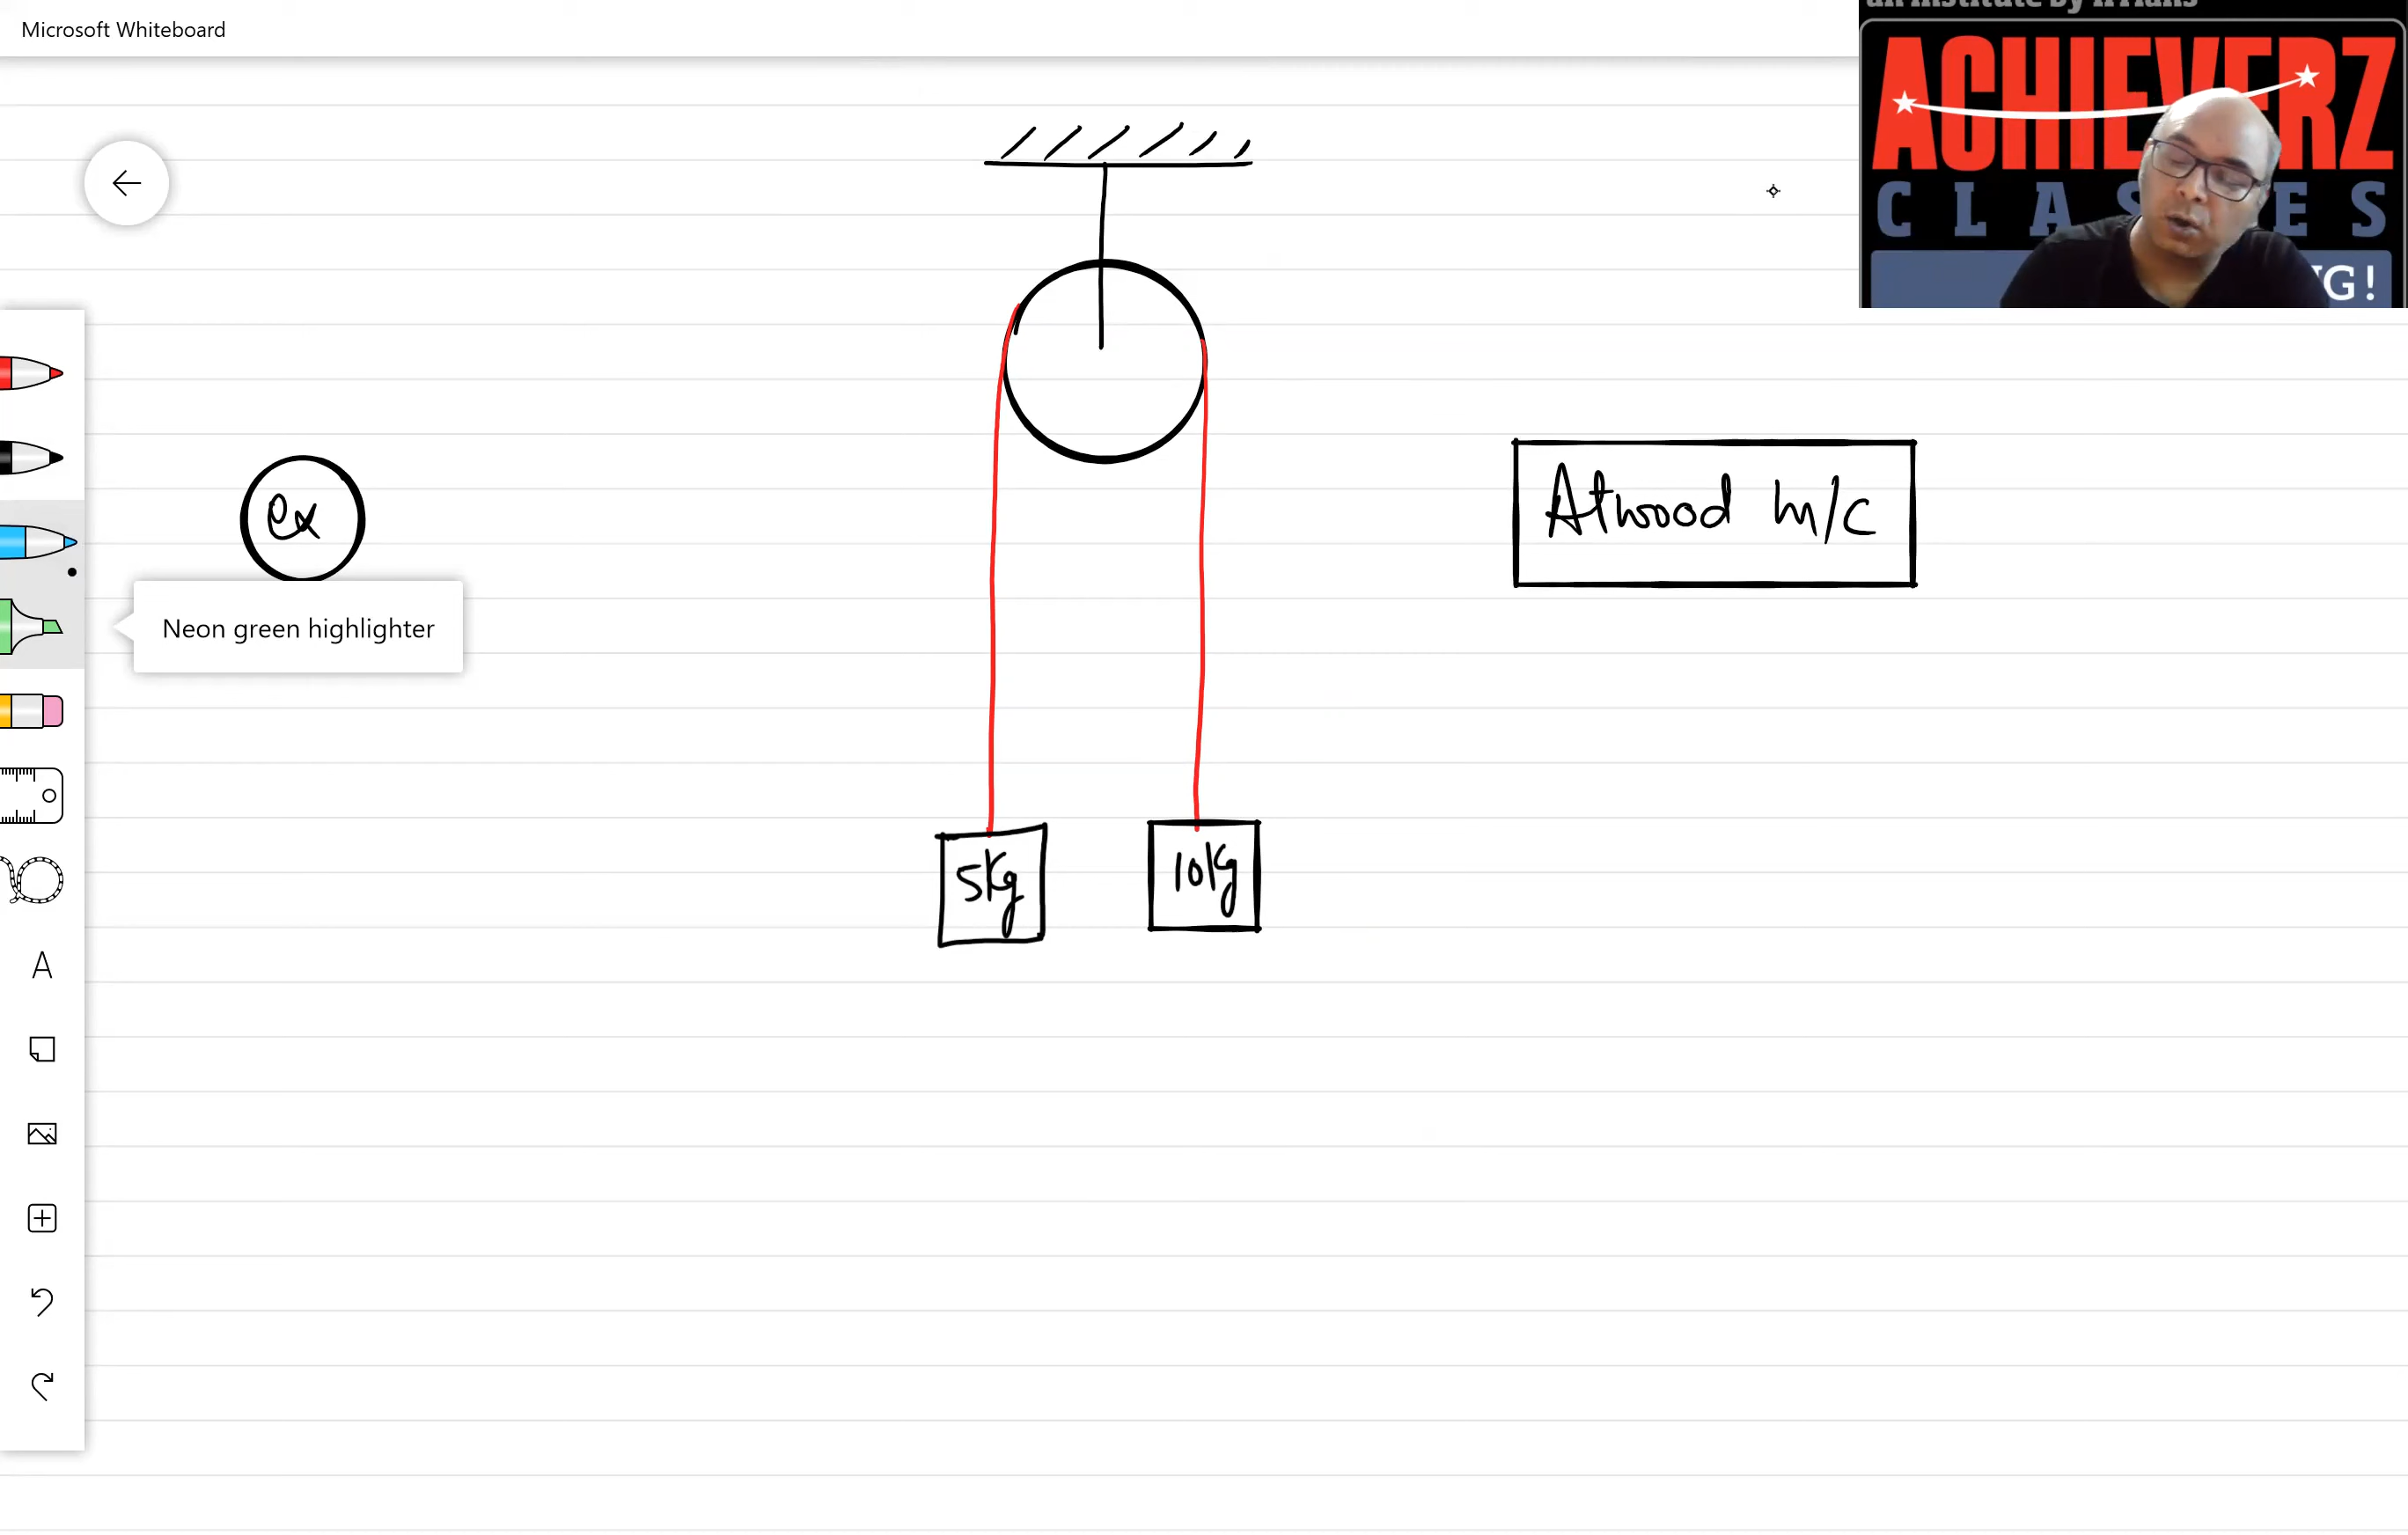 Microsoft Whiteboard
ACHIEVERZ
CLASSES
G!
ex
Atwood m/c
Neon green highlighter
5Kg
10Kg
A